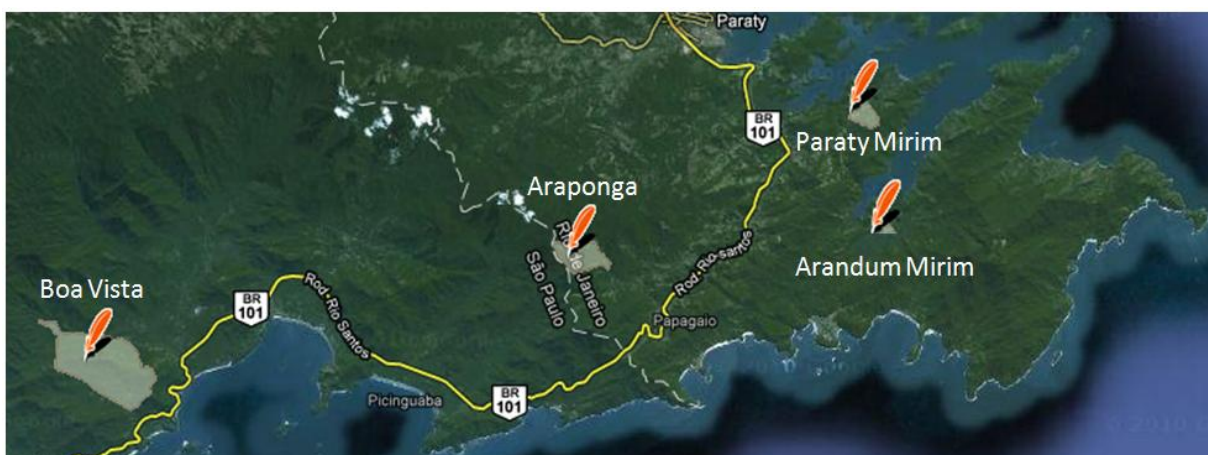 Paraty
BR
101
Paraty Mirim
Araponga
Rio de Janeiro
São Paulo
Rod-Rio-santos
Arandum Mirim
Boa Vista
BR
101
Rod-Rio Santos
Papagaio
Picinguaba
BR
101
© 2010